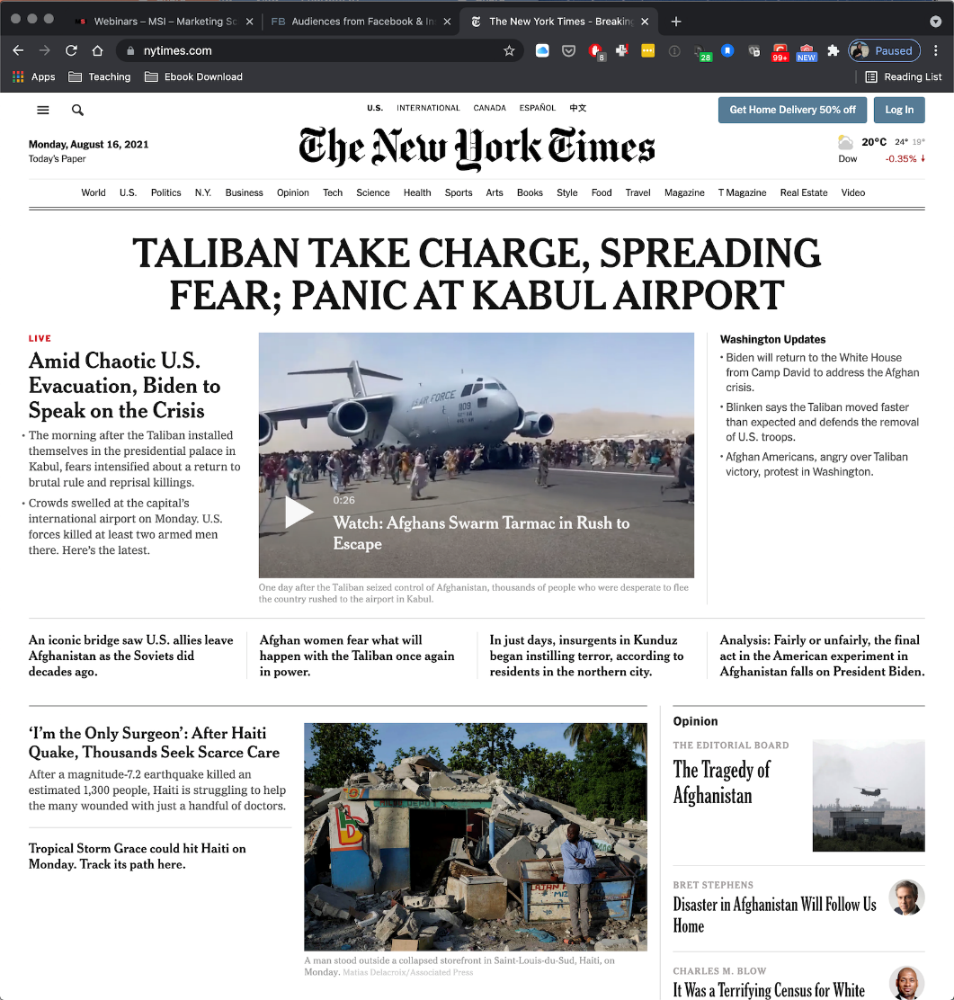 Webinars – MSI – Marketing Sc
Audiences from Facebook & In
The New York Times - Breaking
nytimes.com
8
28
99+
NEW
Paused
Apps
Teaching
Ebook Download
Reading List
U.S.
INTERNATIONAL
CANADA
ESPAÑOL
中文
Get Home Delivery 50% off
Log In
Monday, August 16, 2021
Today's Paper
The New York Times
20°C 24° 19°
Dow -0.35% ↓
World U.S. Politics N.Y. Business Opinion Tech Science Health Sports Arts Books Style Food Travel Magazine T Magazine Real Estate Video
TALIBAN TAKE CHARGE, SPREADING
FEAR; PANIC AT KABUL AIRPORT
LIVE
Amid Chaotic U.S.
Evacuation, Biden to
Speak on the Crisis
• The morning after the Taliban installed
themselves in the presidential palace in
Kabul, fears intensified about a return to
brutal rule and reprisal killings.
• Crowds swelled at the capital's
international airport on Monday. U.S.
forces killed at least two armed men
there. Here's the latest.
U.S. AIR FORCE
1109
0:26
Watch: Afghans Swarm Tarmac in Rush to
Escape
One day after the Taliban seized control of Afghanistan, thousands of people who were desperate to flee
the country rushed to the airport in Kabul.
Washington Updates
• Biden will return to the White House
from Camp David to address the Afghan
crisis.
• Blinken says the Taliban moved faster
than expected and defends the removal
of U.S. troops.
• Afghan Americans, angry over Taliban
victory, protest in Washington.
An iconic bridge saw U.S. allies leave
Afghanistan as the Soviets did
decades ago.
Afghan women fear what will
happen with the Taliban once again
in power.
In just days, insurgents in Kunduz
began instilling terror, according to
residents in the northern city.
Analysis: Fairly or unfairly, the final
act in the American experiment in
Afghanistan falls on President Biden.
'I'm the Only Surgeon': After Haiti
Quake, Thousands Seek Scarce Care
After a magnitude-7.2 earthquake killed an
estimated 1,300 people, Haiti is struggling to help
the many wounded with just a handful of doctors.
Tropical Storm Grace could hit Haiti on
Monday. Track its path here.
A man stood outside a collapsed storefront in Saint-Louis-du-Sud, Haiti, on
Monday. Matias Delacroix/Associated Press
Opinion
THE EDITORIAL BOARD
The Tragedy of
Afghanistan
BRET STEPHENS
Disaster in Afghanistan Will Follow Us
Home
CHARLES M. BLOW
It Was a Terrifying Census for White